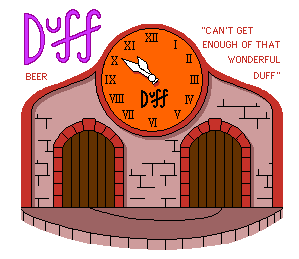 Duff
BEER
"CAN'T GET
ENOUGH OF THAT
WONDERFUL
DUFF"
XII
XI
I
X
II
IX
III
VIII
IV
VII
V
VI
Duff